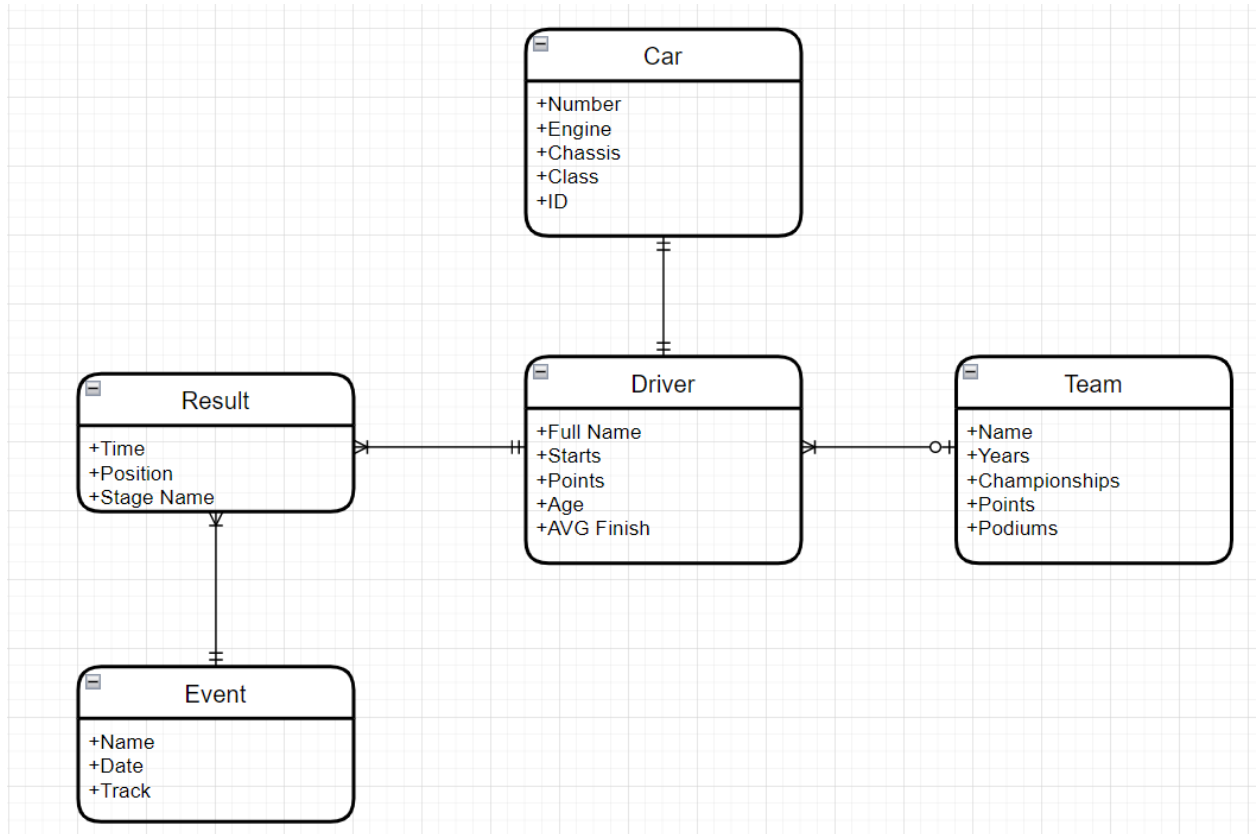 Car
+Number
+Engine
+Chassis
+Class
+ID
Result
+Time
+Position
+Stage Name
Driver
+Full Name
+Starts
+Points
+Age
+AVG Finish
Team
+Name
+Years
+Championships
+Points
+Podiums
Event
+Name
+Date
+Track